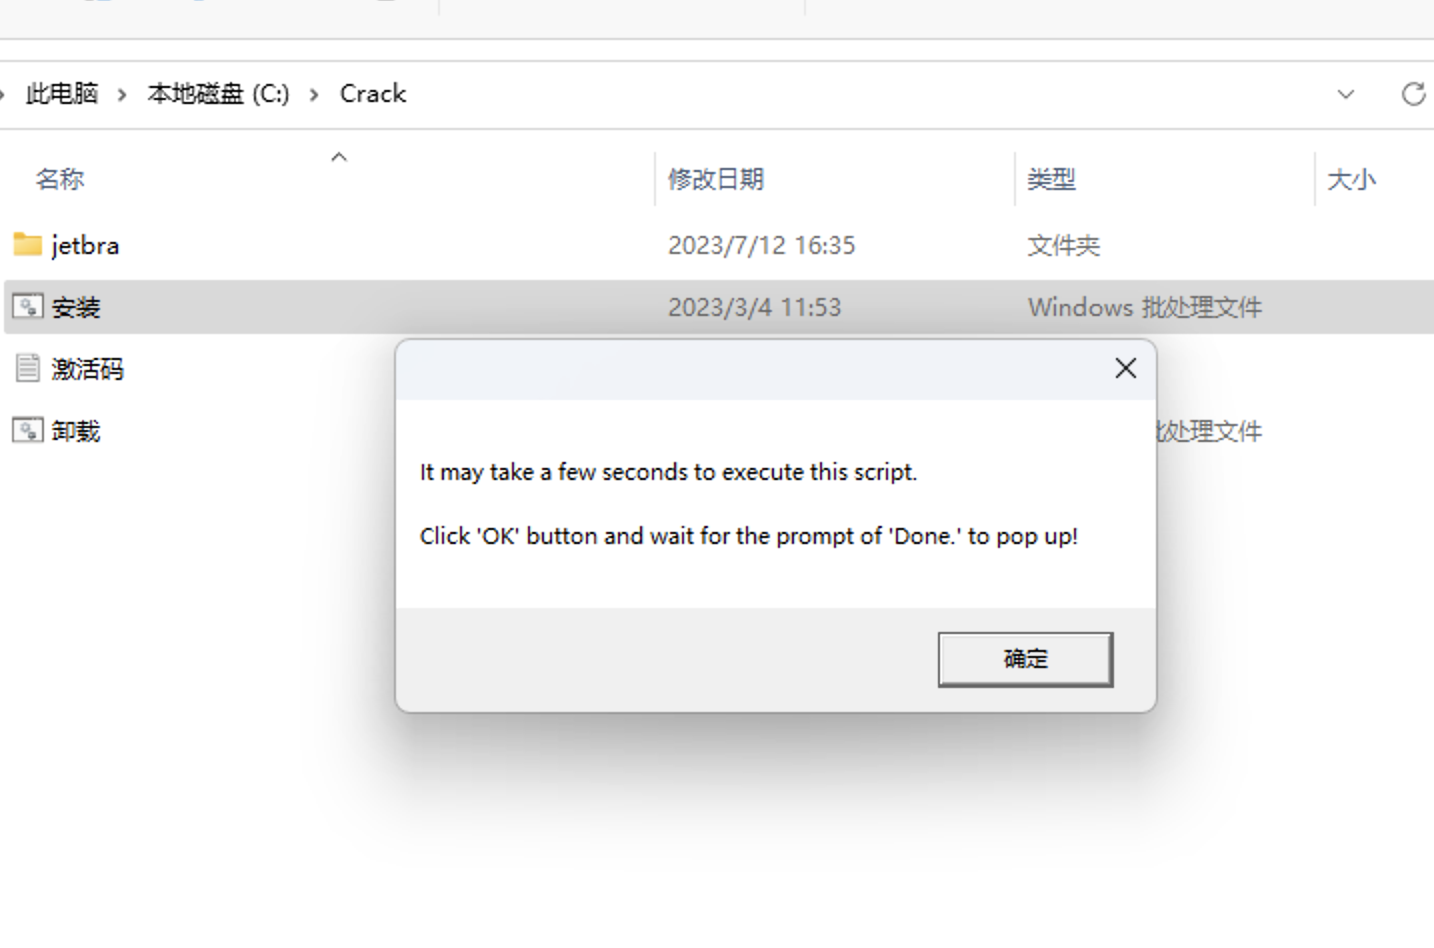 此电脑 › 本地磁盘 (C:) › Crack
名称 修改日期 类型 大小
jetbra 2023/7/12 16:35 文件夹
安装 2023/3/4 11:53 Windows 批处理文件
激活码
卸载 批处理文件
It may take a few seconds to execute this script.
Click 'OK' button and wait for the prompt of 'Done.' to pop up!
确定